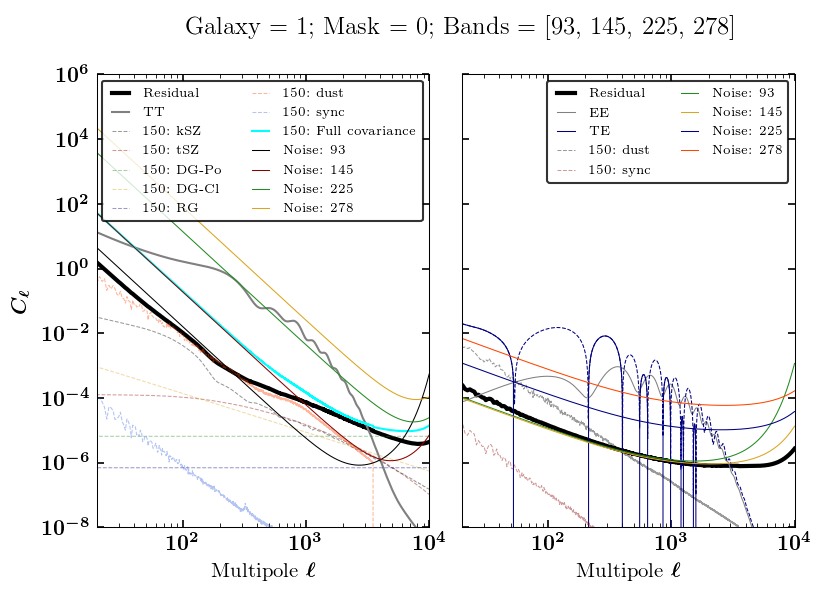 Galaxy = 1; Mask = 0; Bands = [93, 145, 225, 278]
10^6
10^4
10^2
10^0
10^-2
10^-4
10^-6
10^-8
C_ℓ
Residual
TT
150: kSZ
150: tSZ
150: DG-Po
150: DG-Cl
150: RG
150: dust
150: sync
150: Full covariance
Noise: 93
Noise: 145
Noise: 225
Noise: 278
10^2 10^3 10^4
Multipole ℓ
Residual
EE
TE
150: dust
150: sync
Noise: 93
Noise: 145
Noise: 225
Noise: 278
10^2 10^3 10^4
Multipole ℓ